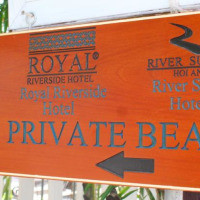 ROYAL®
RIVERSIDE HOTEL
Royal Riverside
Hotel
RIVER
HOI AN
River
Hote
PRIVATE BEA